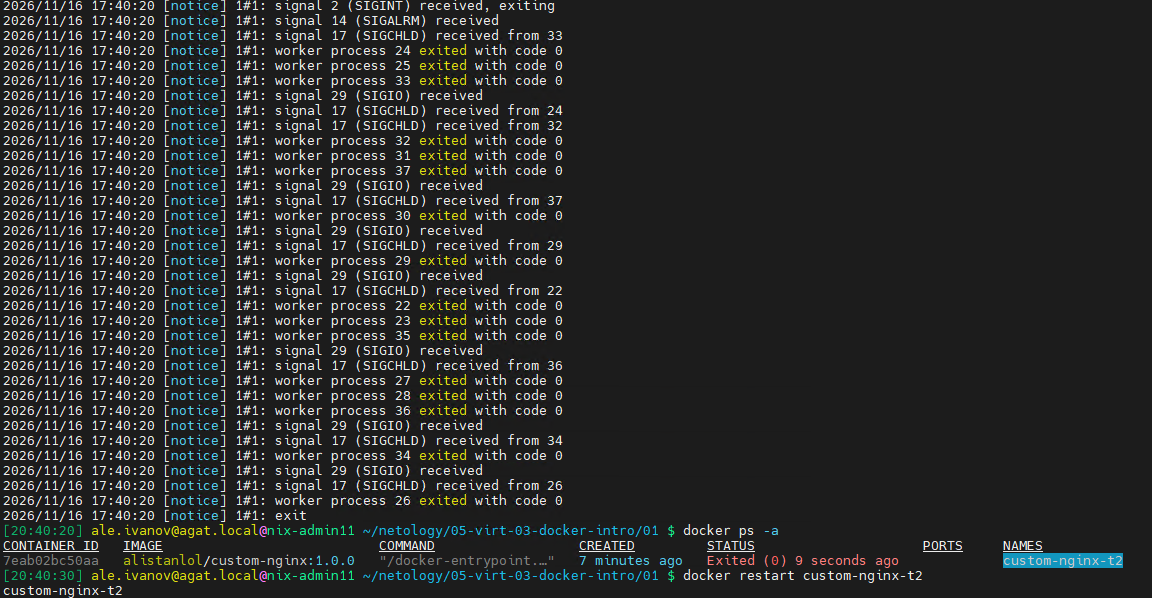 2026/11/16 17:40:20 [notice] 1#1: signal 2 (SIGINT) received, exiting
2026/11/16 17:40:20 [notice] 1#1: signal 14 (SIGALRM) received
2026/11/16 17:40:20 [notice] 1#1: signal 17 (SIGCHLD) received from 33
2026/11/16 17:40:20 [notice] 1#1: worker process 24 exited with code 0
2026/11/16 17:40:20 [notice] 1#1: worker process 25 exited with code 0
2026/11/16 17:40:20 [notice] 1#1: worker process 33 exited with code 0
2026/11/16 17:40:20 [notice] 1#1: signal 29 (SIGIO) received
2026/11/16 17:40:20 [notice] 1#1: signal 17 (SIGCHLD) received from 24
2026/11/16 17:40:20 [notice] 1#1: signal 17 (SIGCHLD) received from 32
2026/11/16 17:40:20 [notice] 1#1: worker process 32 exited with code 0
2026/11/16 17:40:20 [notice] 1#1: worker process 31 exited with code 0
2026/11/16 17:40:20 [notice] 1#1: worker process 37 exited with code 0
2026/11/16 17:40:20 [notice] 1#1: signal 29 (SIGIO) received
2026/11/16 17:40:20 [notice] 1#1: signal 17 (SIGCHLD) received from 37
2026/11/16 17:40:20 [notice] 1#1: worker process 30 exited with code 0
2026/11/16 17:40:20 [notice] 1#1: signal 29 (SIGIO) received
2026/11/16 17:40:20 [notice] 1#1: signal 17 (SIGCHLD) received from 29
2026/11/16 17:40:20 [notice] 1#1: worker process 29 exited with code 0
2026/11/16 17:40:20 [notice] 1#1: signal 29 (SIGIO) received
2026/11/16 17:40:20 [notice] 1#1: signal 17 (SIGCHLD) received from 22
2026/11/16 17:40:20 [notice] 1#1: worker process 22 exited with code 0
2026/11/16 17:40:20 [notice] 1#1: worker process 23 exited with code 0
2026/11/16 17:40:20 [notice] 1#1: worker process 35 exited with code 0
2026/11/16 17:40:20 [notice] 1#1: signal 29 (SIGIO) received
2026/11/16 17:40:20 [notice] 1#1: signal 17 (SIGCHLD) received from 36
2026/11/16 17:40:20 [notice] 1#1: worker process 27 exited with code 0
2026/11/16 17:40:20 [notice] 1#1: worker process 28 exited with code 0
2026/11/16 17:40:20 [notice] 1#1: worker process 36 exited with code 0
2026/11/16 17:40:20 [notice] 1#1: signal 29 (SIGIO) received
2026/11/16 17:40:20 [notice] 1#1: signal 17 (SIGCHLD) received from 34
2026/11/16 17:40:20 [notice] 1#1: worker process 34 exited with code 0
2026/11/16 17:40:20 [notice] 1#1: signal 29 (SIGIO) received
2026/11/16 17:40:20 [notice] 1#1: signal 17 (SIGCHLD) received from 26
2026/11/16 17:40:20 [notice] 1#1: worker process 26 exited with code 0
2026/11/16 17:40:20 [notice] 1#1: exit
[20:40:20] ale.ivanov@agat.local@nix-admin11 ~/netology/05-virt-03-docker-intro/01 $ docker ps -a
CONTAINER ID   IMAGE   COMMAND   CREATED   STATUS   PORTS   NAMES
7eab02bc50aa   alistanlol/custom-nginx:1.0.0   "/docker-entrypoint.…"   7 minutes ago   Exited (0) 9 seconds ago   custom-nginx-t2
[20:40:30] ale.ivanov@agat.local@nix-admin11 ~/netology/05-virt-03-docker-intro/01 $ docker restart custom-nginx-t2
custom-nginx-t2